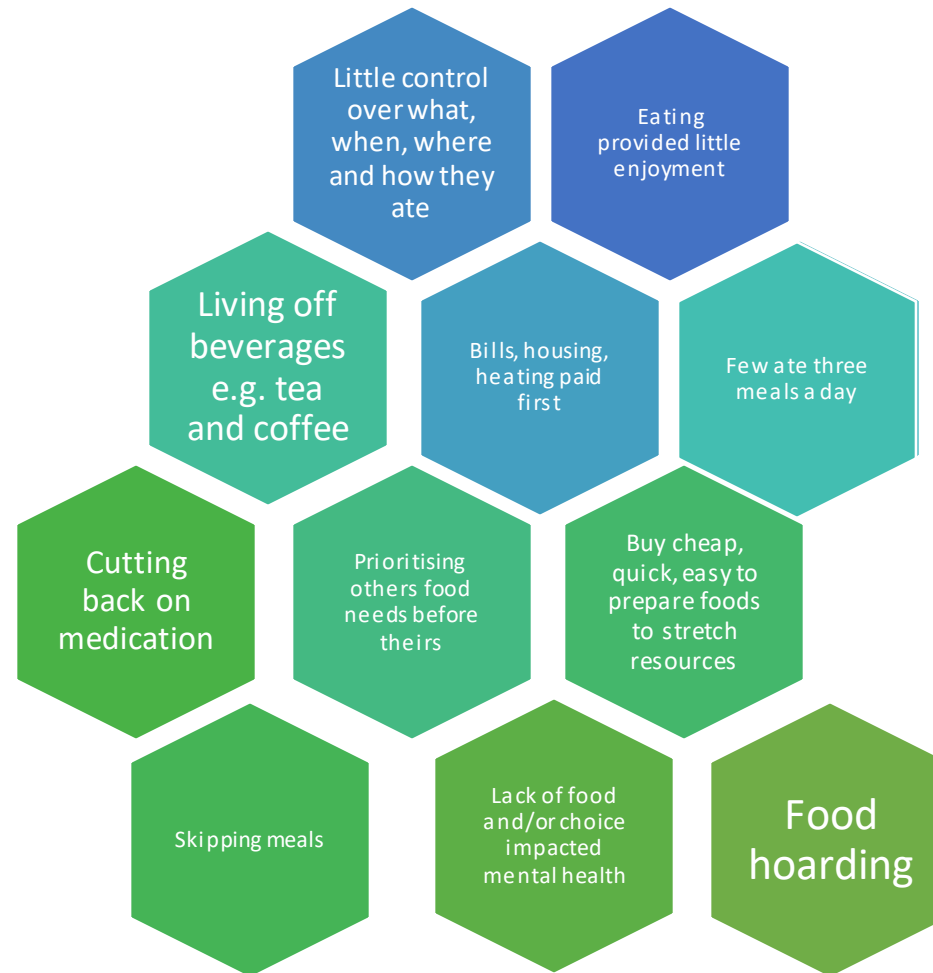 Little control
over what,
when, where
and how they
ate
Eating
provided little
enjoyment
Living off
beverages
e.g. tea
and coffee
Bills, housing,
heating paid
first
Few ate three
meals a day
Cutting
back on
medication
Prioritising
others food
needs before
theirs
Buy cheap,
quick, easy to
prepare foods
to stretch
resources
Skipping meals
Lack of food
and/or choice
impacted
mental health
Food
hoarding